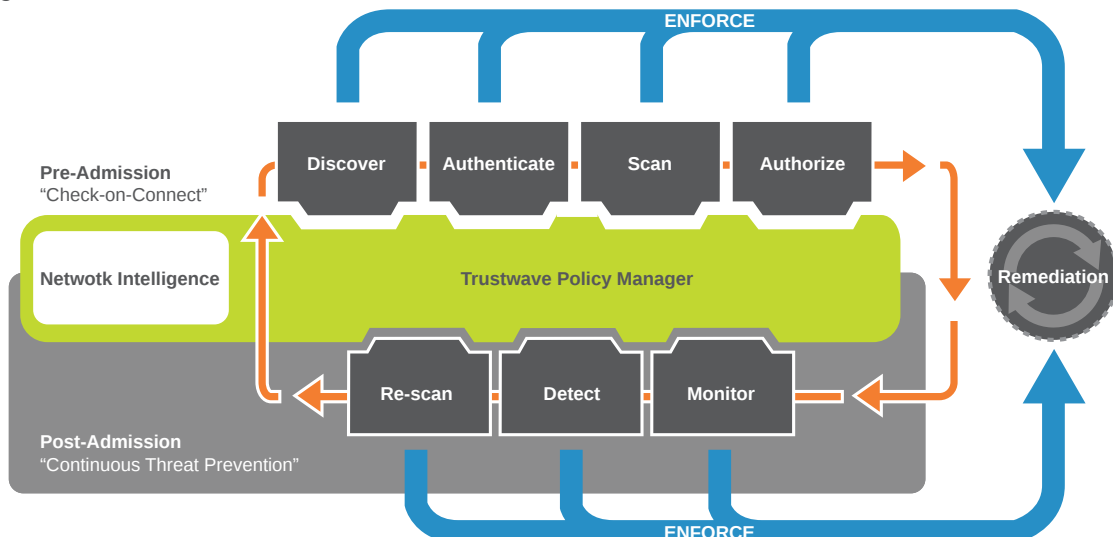 ENFORCE
Discover
Authenticate
Scan
Authorize
Pre-Admission
“Check-on-Connect”
Network Intelligence
Trustwave Policy Manager
Remediation
Re-scan
Detect
Monitor
Post-Admission
“Continuous Threat Prevention”
ENFORCE